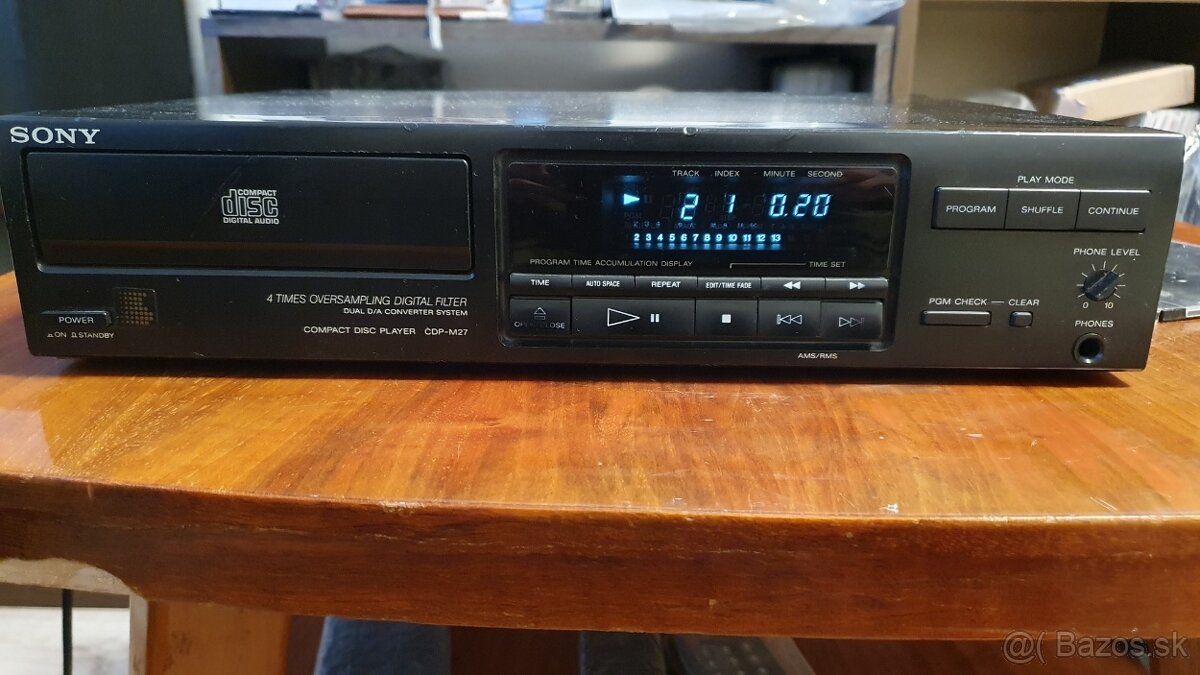 SONY
COMPACT
disc
DIGITAL AUDIO
4 TIMES OVERSAMPLING DIGITAL FILTER
DUAL D/A CONVERTER SYSTEM
COMPACT DISC PLAYER CDP-M27
POWER
ON STANDBY
TRACK INDEX MINUTE SECOND
2 1 0.20
2 3 4 5 6 7 8 9 10 11 12 13
PROGRAM TIME ACCUMULATION DISPLAY
TIME SET
TIME AUTO SPACE REPEAT EDIT/TIME FADE
OPEN/CLOSE
AMS/RMS
PLAY MODE
PROGRAM SHUFFLE CONTINUE
PHONE LEVEL
0 10
PGM CHECK — CLEAR
PHONES
@( Bazos.sk